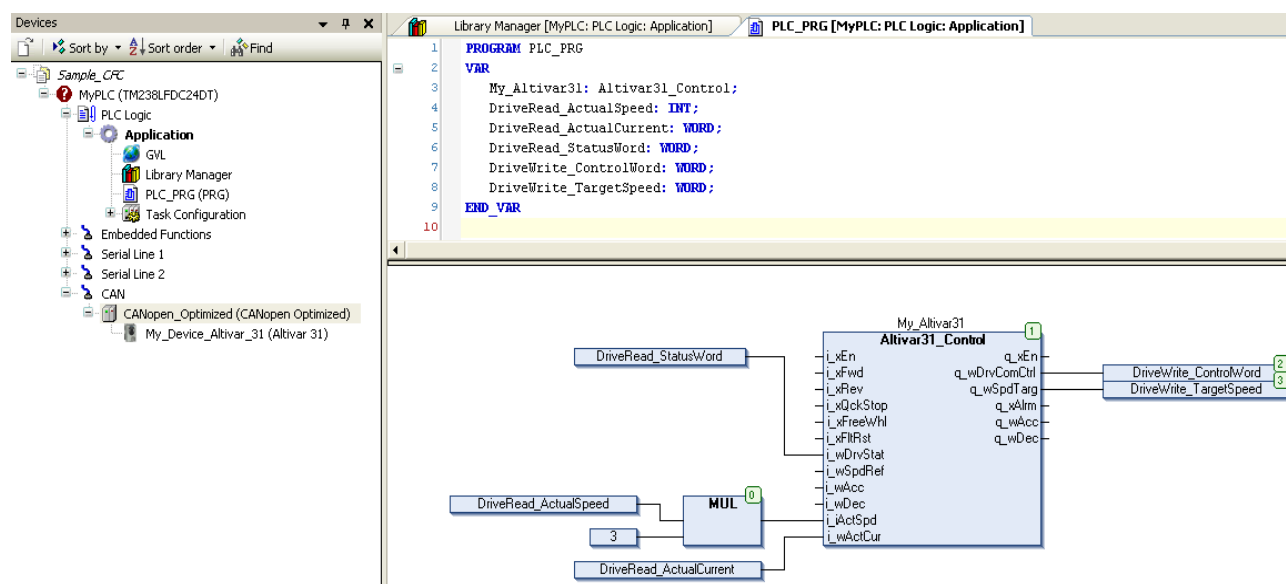 Devices
Sort by
Sort order
Find
Sample_CFC
MyPLC (TM238LFDC24DT)
PLC Logic
Application
GVL
Library Manager
PLC_PRG (PRG)
Task Configuration
Embedded Functions
Serial Line 1
Serial Line 2
CAN
CANopen_Optimized (CANopen Optimized)
My_Device_Altivar_31 (Altivar 31)
Library Manager [MyPLC: PLC Logic: Application]
PLC_PRG [MyPLC: PLC Logic: Application]
1 PROGRAM PLC_PRG
2 VAR
3 My_Altivar31: Altivar31_Control;
4 DriveRead_ActualSpeed: INT;
5 DriveRead_ActualCurrent: WORD;
6 DriveRead_StatusWord: WORD;
7 DriveWrite_ControlWord: WORD;
8 DriveWrite_TargetSpeed: WORD;
9 END_VAR
10
My_Altivar31
Altivar31_Control 1
i_xEn q_xEn
i_xFwd q_wDrvComCtrl
i_xRev q_wSpdTarg
i_xQckStop q_xAlrm
i_xFreeWhl q_wAcc
i_xFltRst q_wDec
i_wDrvStat
i_wSpdRef
i_wAcc
i_wDec
i_iActSpd
i_wActCur
DriveRead_StatusWord
DriveWrite_ControlWord 2
DriveWrite_TargetSpeed 3
DriveRead_ActualSpeed
MUL 0
3
DriveRead_ActualCurrent